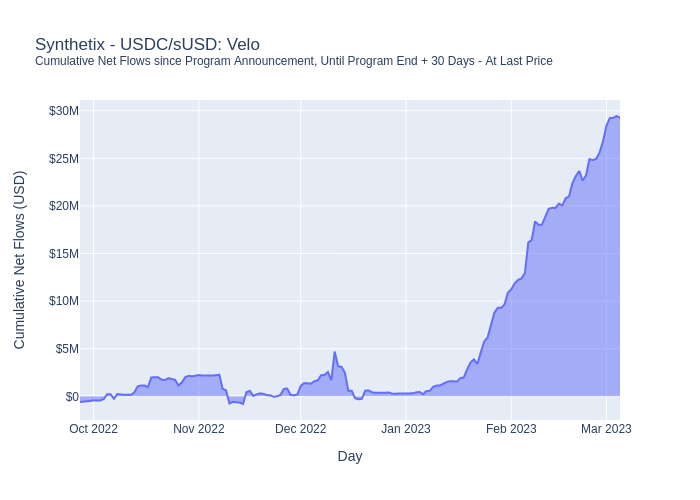 Synthetix - USDC/sUSD: Velo
Cumulative Net Flows since Program Announcement, Until Program End + 30 Days - At Last Price
Cumulative Net Flows (USD)
$30M
$25M
$20M
$15M
$10M
$5M
$0
Oct 2022
Nov 2022
Dec 2022
Jan 2023
Feb 2023
Mar 2023
Day